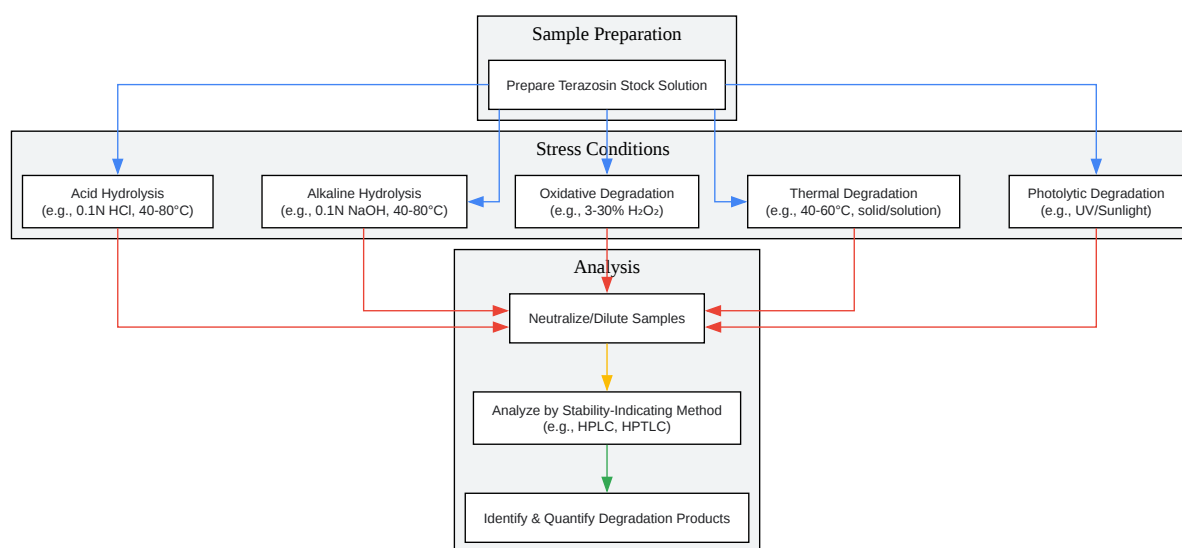 Sample Preparation
Prepare Terazosin Stock Solution
Stress Conditions
Acid Hydrolysis
(e.g., 0.1N HCl, 40-80°C)
Alkaline Hydrolysis
(e.g., 0.1N NaOH, 40-80°C)
Oxidative Degradation
(e.g., 3-30% H₂O₂)
Thermal Degradation
(e.g., 40-60°C, solid/solution)
Photolytic Degradation
(e.g., UV/Sunlight)
Analysis
Neutralize/Dilute Samples
Analyze by Stability-Indicating Method
(e.g., HPLC, HPTLC)
Identify & Quantify Degradation Products